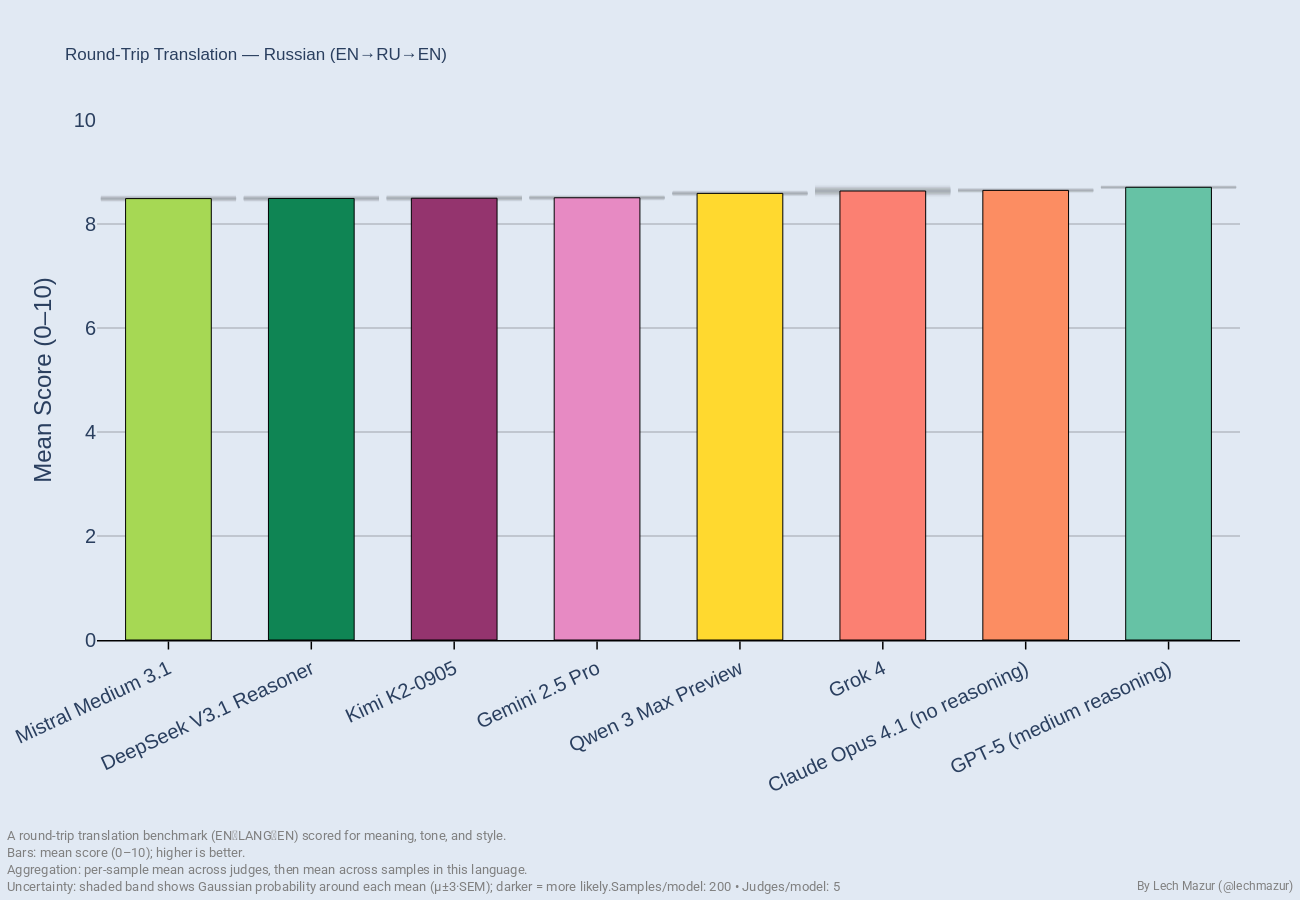 Round-Trip Translation — Russian (EN→RU→EN)
10
8
6
4
2
0
Mean Score (0–10)
Mistral Medium 3.1
DeepSeek V3.1 Reasoner
Kimi K2-0905
Gemini 2.5 Pro
Qwen 3 Max Preview
Grok 4
Claude Opus 4.1 (no reasoning)
GPT-5 (medium reasoning)
A round-trip translation benchmark (EN▯LANG▯EN) scored for meaning, tone, and style.
Bars: mean score (0–10); higher is better.
Aggregation: per-sample mean across judges, then mean across samples in this language.
Uncertainty: shaded band shows Gaussian probability around each mean (μ±3·SEM); darker = more likely.Samples/model: 200 • Judges/model: 5
By Lech Mazur (@lechmazur)